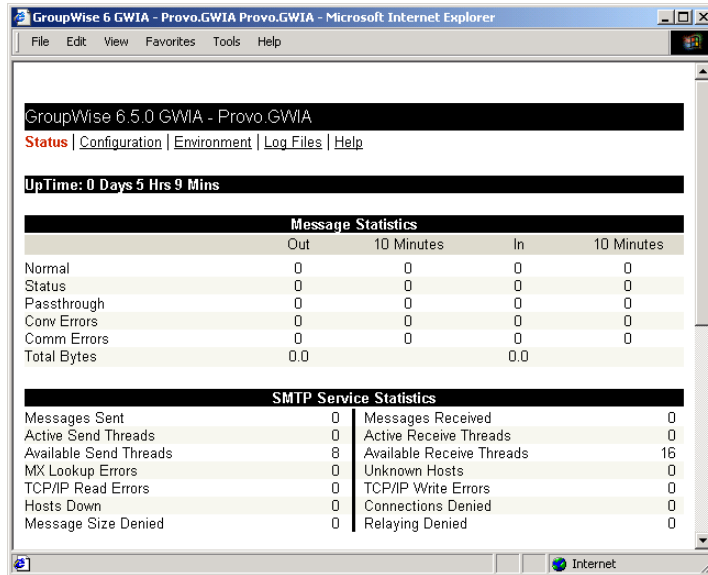 GroupWise 6 GWIA - Provo.GWIA Provo.GWIA - Microsoft Internet Explorer
File Edit View Favorites Tools Help
GroupWise 6.5.0 GWIA - Provo.GWIA
Status | Configuration | Environment | Log Files | Help
UpTime: 0 Days 5 Hrs 9 Mins
Message Statistics
Out 10 Minutes In 10 Minutes
Normal 0 0 0 0
Status 0 0 0 0
Passthrough 0 0 0 0
Conv Errors 0 0 0 0
Comm Errors 0 0 0 0
Total Bytes 0.0 0.0
SMTP Service Statistics
Messages Sent 0 Messages Received 0
Active Send Threads 0 Active Receive Threads 0
Available Send Threads 8 Available Receive Threads 16
MX Lookup Errors 0 Unknown Hosts 0
TCP/IP Read Errors 0 TCP/IP Write Errors 0
Hosts Down 0 Connections Denied 0
Message Size Denied 0 Relaying Denied 0
Internet